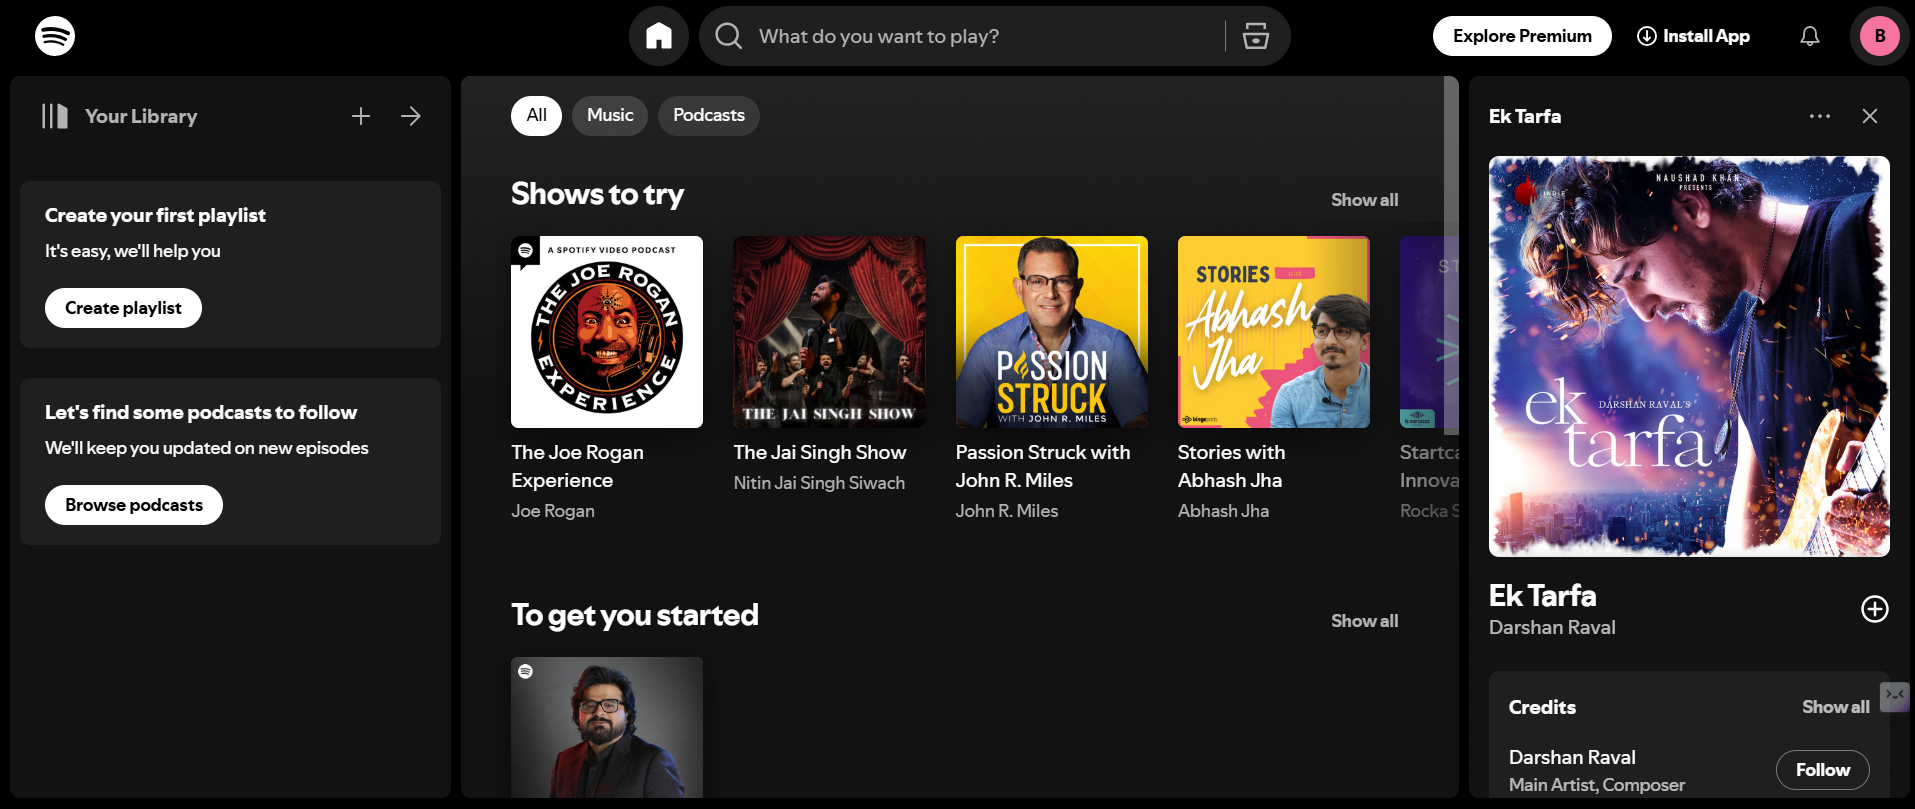 What do you want to play?
Explore Premium
Install App
B
Your Library
Create your first playlist
It's easy, we'll help you
Create playlist
Let's find some podcasts to follow
We'll keep you updated on new episodes
Browse podcasts
All
Music
Podcasts
Shows to try
Show all
A SPOTIFY VIDEO PODCAST
THE JOE ROGAN
EXPERIENCE
The Joe Rogan
Experience
Joe Rogan
THE JAI SINGH SHOW
The Jai Singh Show
Nitin Jai Singh Siwach
PASSION
STRUCK
WITH JOHN R. MILES
Passion Struck with
John R. Miles
John R. Miles
STORIES with
Abhash
Jha
bingepods
Stories with
Abhash Jha
Abhash Jha
ST
Startca
Innova
Rocka S
To get you started
Show all
Ek Tarfa
NAUSHAD KHAN
PRESENTS
INDIE
DARSHAN RAVAL'S
ek
tarfa
Ek Tarfa
Darshan Raval
Credits
Show all
Darshan Raval
Main Artist, Composer
Follow